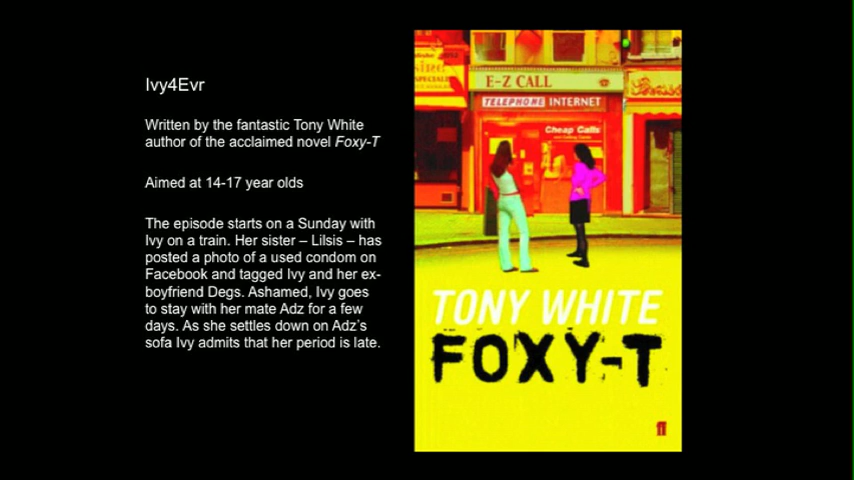 Ivy4Evr
Written by the fantastic Tony White
author of the acclaimed novel Foxy-T
Aimed at 14-17 year olds
The episode starts on a Sunday with
Ivy on a train. Her sister – Lilsis – has
posted a photo of a used condom on
Facebook and tagged Ivy and her ex-
boyfriend Degs. Ashamed, Ivy goes
to stay with her mate Adz for a few
days. As she settles down on Adz's
sofa Ivy admits that her period is late.
E-Z CALL
TELEPHONE INTERNET
Cheap Calls
TONY WHITE
FOXY-T
ff